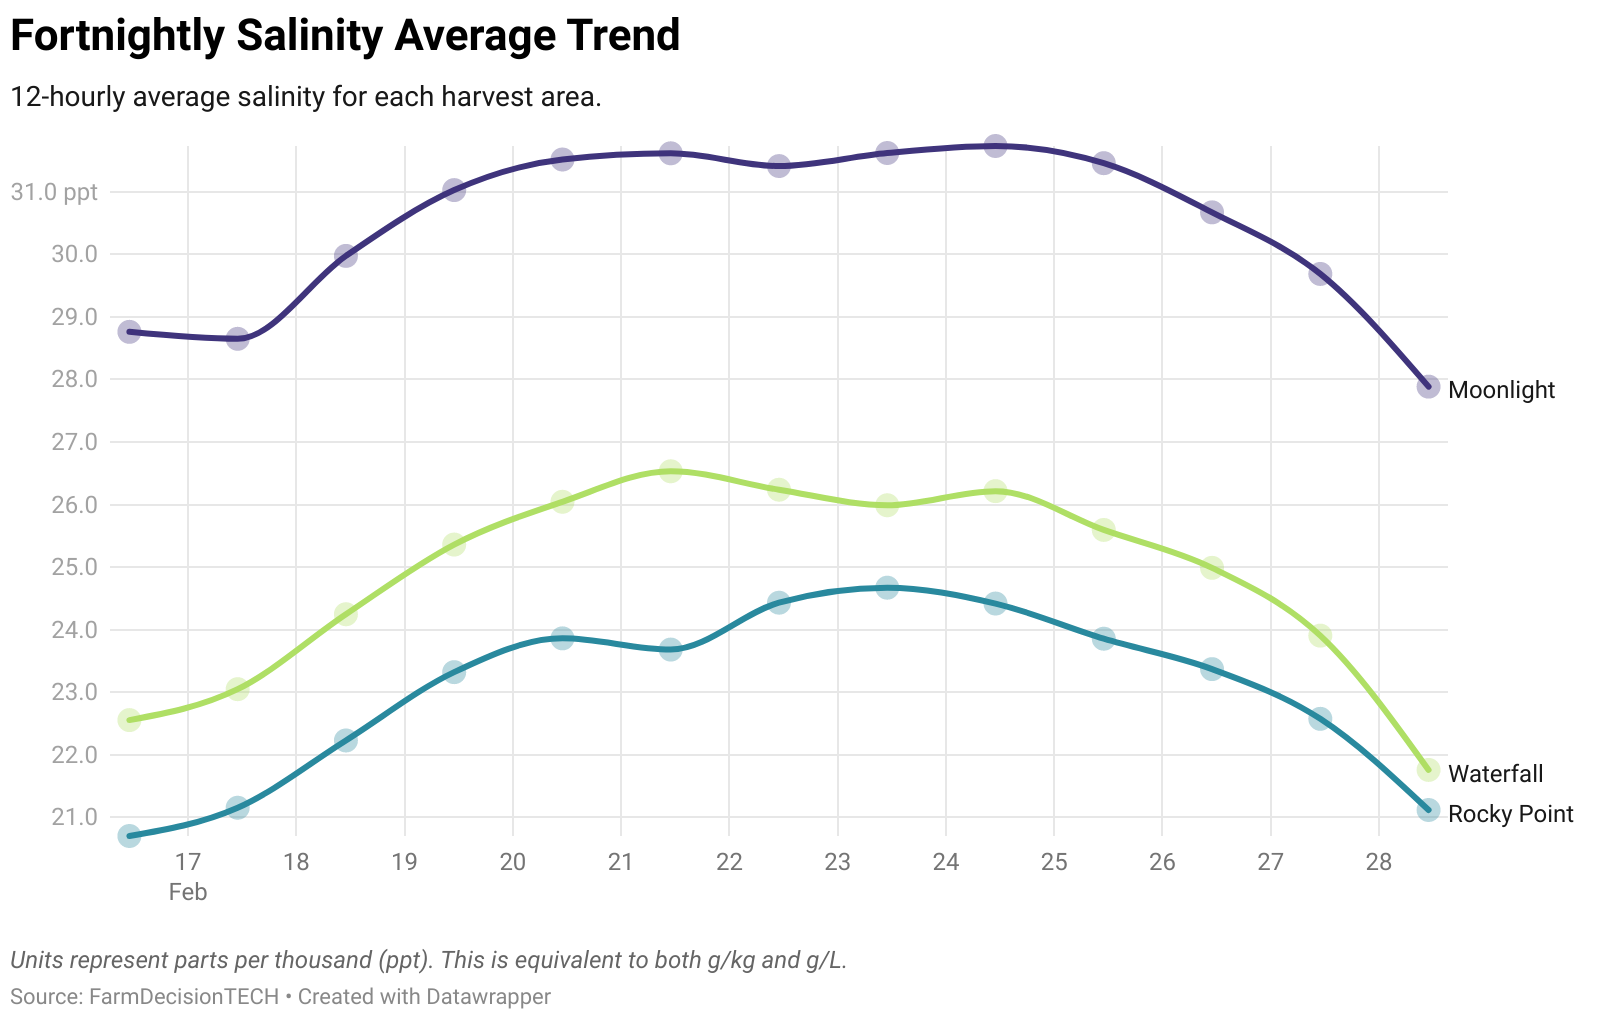 Fortnightly Salinity Average Trend
12-hourly average salinity for each harvest area.
31.0 ppt
30.0
29.0
28.0
27.0
26.0
25.0
24.0
23.0
22.0
21.0
Moonlight
Waterfall
Rocky Point
17 18 19 20 21 22 23 24 25 26 27 28
Feb
Units represent parts per thousand (ppt). This is equivalent to both g/kg and g/L.
Source: FarmDecisionTECH • Created with Datawrapper